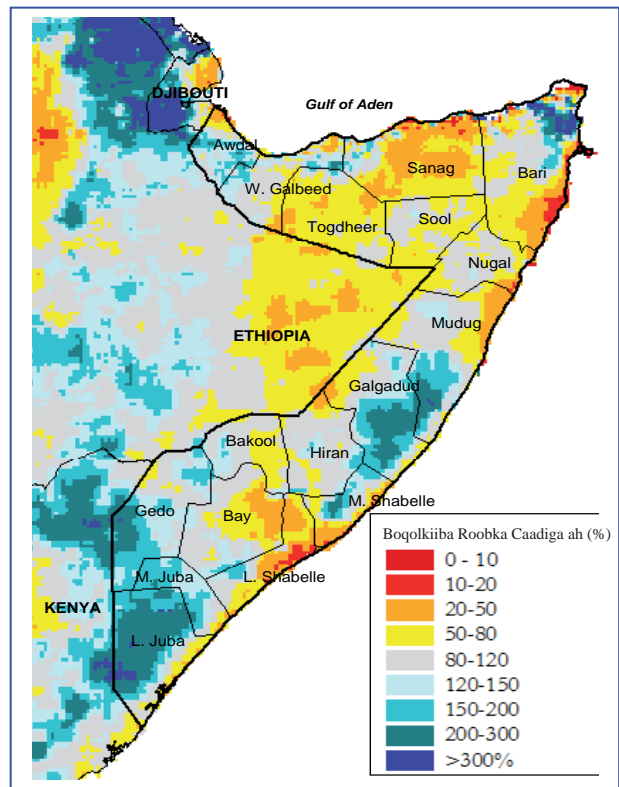 DJIBOUTI
Gulf of Aden
Awdal
Sanag
Bari
W. Galbeed
Togdheer
Sool
Nugal
ETHIOPIA
Mudug
Galgadud
Bakool
Hiran
Gedo
Bay
M. Shabelle
M. Juba
L. Shabelle
KENYA
L. Juba
Boqolkiiba Roobka Caadiga ah (%)
0 - 10
10-20
20-50
50-80
80-120
120-150
150-200
200-300
>300%